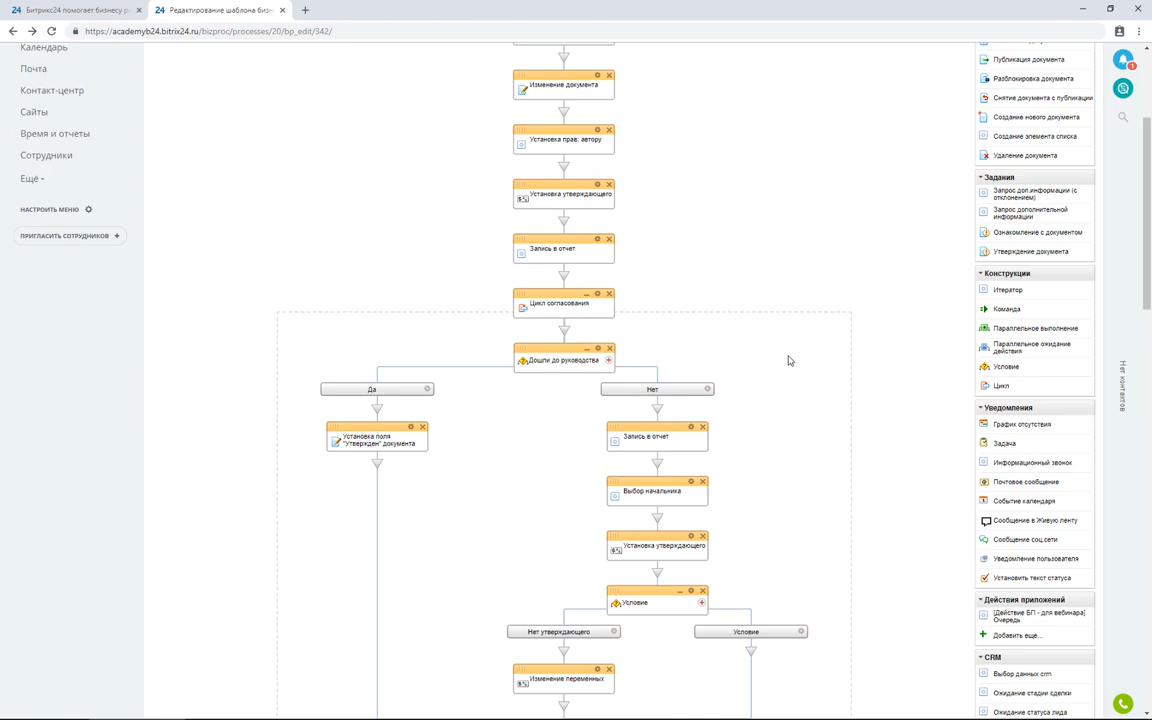 Битрикс24 помогает бизнесу р
Редактирование шаблона бизн
https://academyb24.bitrix24.ru/bizproc/processes/20/bp_edit/342/
Календарь
Почта
Контакт-центр
Сайты
Время и отчеты
Сотрудники
Ещё
НАСТРОИТЬ МЕНЮ
ПРИГЛАСИТЬ СОТРУДНИКОВ +
Изменение документа
Установка прав: автору
Установка утверждающего
Запись в отчет
Цикл согласования
Дошли до руководства
Да
Нет
Установка поля
"Утвержден" документа
Запись в отчет
Выбор начальника
Установка утверждающего
Условие
Нет утверждающего
Условие
Изменение переменных
Публикация документа
Разблокировка документа
Снятие документа с публикации
Создание нового документа
Создание элемента списка
Удаление документа
Задания
Запрос доп.информации (с
отклонением)
Запрос дополнительной
информации
Ознакомление с документом
Утверждение документа
Конструкции
Итератор
Команда
Параллельное выполнение
Параллельное ожидание
действия
Условие
Цикл
Уведомления
График отсутствия
Задача
Информационный звонок
Почтовое сообщение
Событие календаря
Сообщение в Живую ленту
Сообщение соц.сети
Уведомление пользователя
Установить текст статуса
Действия приложений
[Действие БП - для вебинара]
Очередь
Добавить еще...
CRM
Выбор данных crm
Ожидание стадии сделки
Ожидание статуса лида
1
Нет контактов